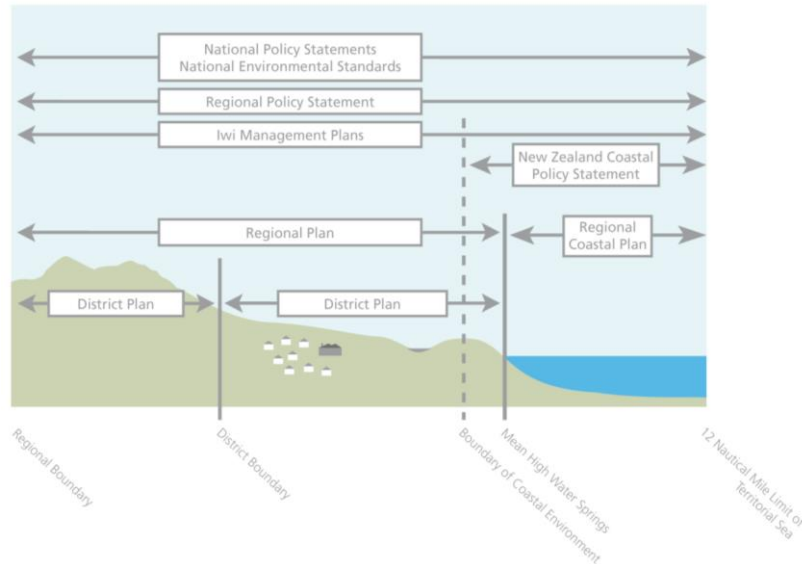 National Policy Statements
National Environmental Standards
Regional Policy Statement
Iwi Management Plans
New Zealand Coastal
Policy Statement
Regional Plan
Regional
Coastal Plan
District Plan
District Plan
Regional Boundary
District Boundary
Boundary of Coastal Environment
Mean High Water Springs
12 Nautical Mile Limit of
Territorial Sea